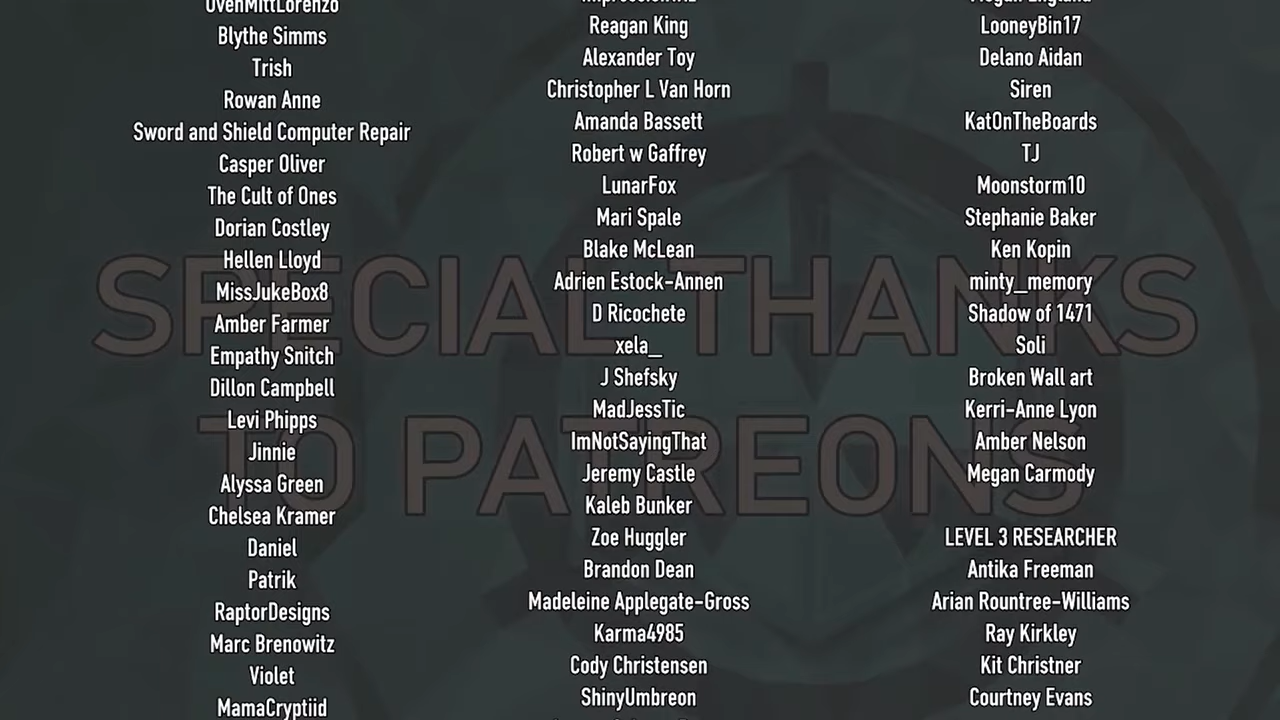 OvenMittLorenzo
Blythe Simms
Trish
Rowan Anne
Sword and Shield Computer Repair
Casper Oliver
The Cult of Ones
Dorian Costley
Hellen Lloyd
MissJukeBox8
Amber Farmer
Empathy Snitch
Dillon Campbell
Levi Phipps
Jinnie
Alyssa Green
Chelsea Kramer
Daniel
Patrik
RaptorDesigns
Marc Brenowitz
Violet
MamaCryptiid
Reagan King
Alexander Toy
Christopher L Van Horn
Amanda Bassett
Robert w Gaffrey
LunarFox
Mari Spale
Blake McLean
Adrien Estock-Annen
D Ricochete
xela_
J Shefsky
MadJessTic
ImNotSayingThat
Jeremy Castle
Kaleb Bunker
Zoe Huggler
Brandon Dean
Madeleine Applegate-Gross
Karma4985
Cody Christensen
ShinyUmbreon
Megan England
LooneyBin17
Delano Aidan
Siren
KatOnTheBoards
TJ
Moonstorm10
Stephanie Baker
Ken Kopin
minty_memory
Shadow of 1471
Soli
Broken Wall art
Kerri-Anne Lyon
Amber Nelson
Megan Carmody
LEVEL 3 RESEARCHER
Antika Freeman
Arian Rountree-Williams
Ray Kirkley
Kit Christner
Courtney Evans
SPECIAL THANKS
TO PATREONS